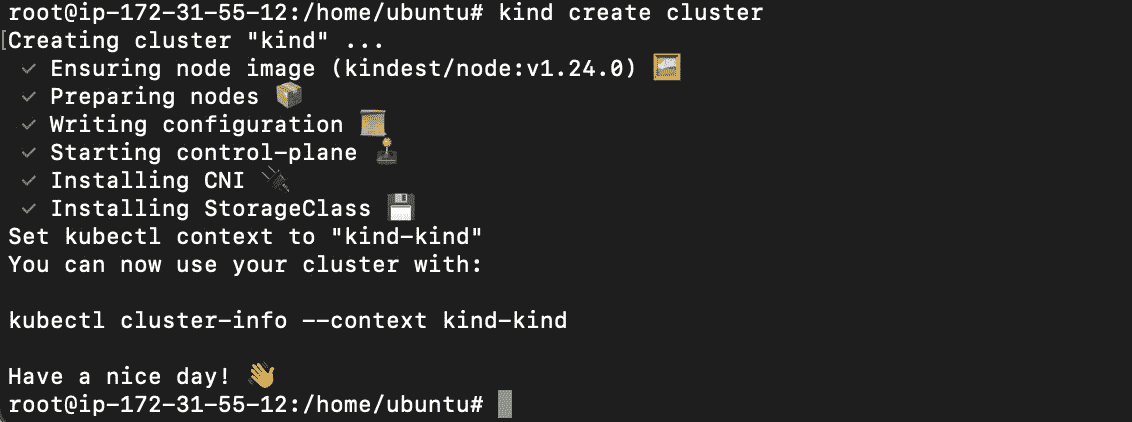 root@ip-172-31-55-12:/home/ubuntu# kind create cluster
[Creating cluster "kind" ...
✓ Ensuring node image (kindest/node:v1.24.0) 🖼
✓ Preparing nodes 📦
✓ Writing configuration 📜
✓ Starting control-plane 🕹️
✓ Installing CNI 🔌
✓ Installing StorageClass 💾
Set kubectl context to "kind-kind"
You can now use your cluster with:
kubectl cluster-info --context kind-kind
Have a nice day! 👋
root@ip-172-31-55-12:/home/ubuntu#